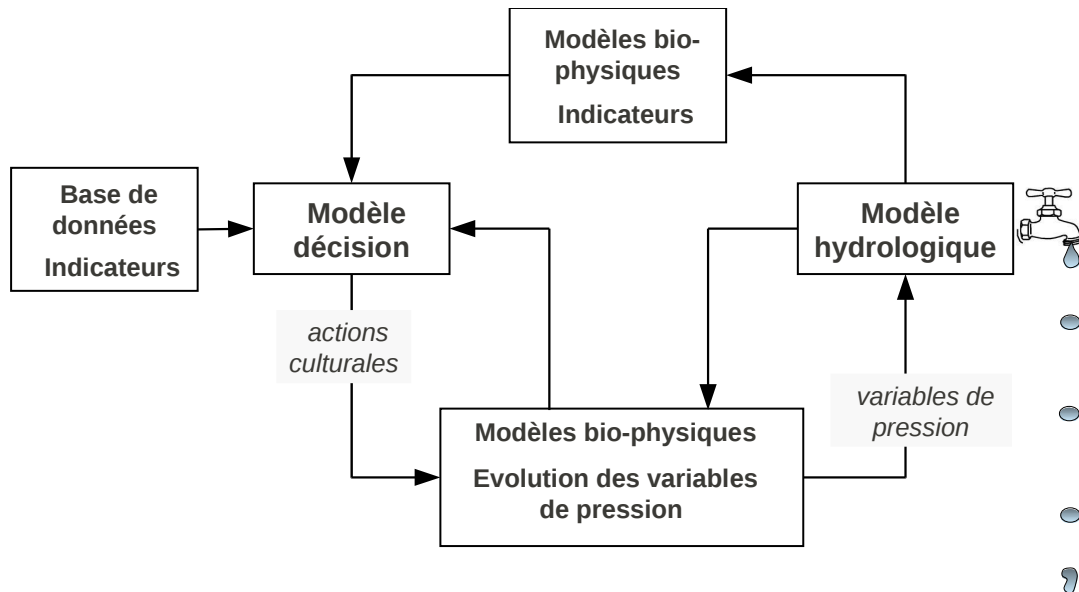 Modèles bio-
physiques
Indicateurs
Base de
données
Indicateurs
Modèle
décision
Modèle
hydrologique
actions
culturales
variables de
pression
Modèles bio-physiques
Evolution des variables
de pression